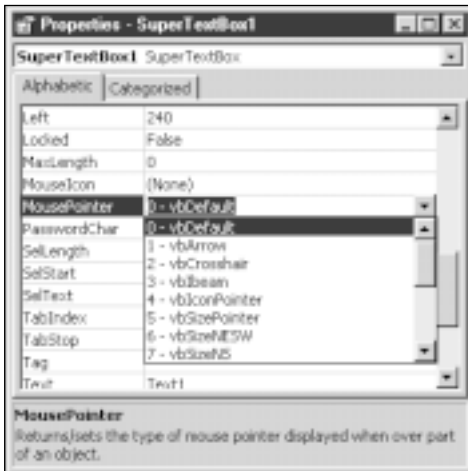 Properties - SuperTextBox1
SuperTextBox1 SuperTextBox
Alphabetic Categorized
Left 240
Locked False
MaxLength 0
MouseIcon (None)
MousePointer 0 - vbDefault
PasswordChar 0 - vbDefault
SelLength 1 - vbArrow
SelStart 2 - vbCrosshair
SelText 3 - vbIbeam
TabIndex 4 - vbIconPointer
TabStop 5 - vbSizePointer
Tag 6 - vbSizeNESW
7 - vbSizeNS
Text Text1
MousePointer
Returns/sets the type of mouse pointer displayed when over part
of an object.